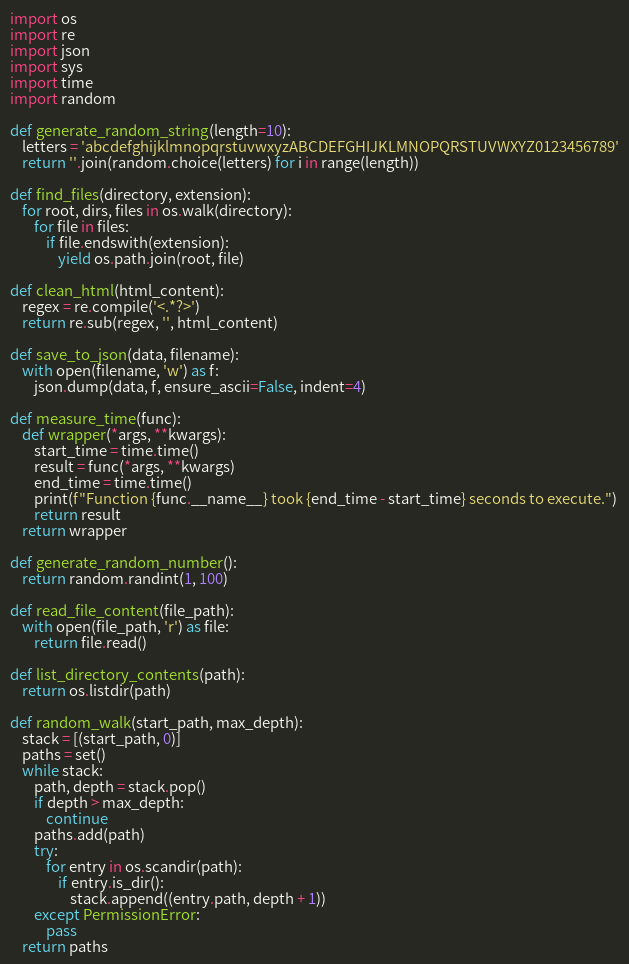 import os
import re
import json
import sys
import time
import random

def generate_random_string(length=10):
    letters = 'abcdefghijklmnopqrstuvwxyzABCDEFGHIJKLMNOPQRSTUVWXYZ0123456789'
    return ''.join(random.choice(letters) for i in range(length))

def find_files(directory, extension):
    for root, dirs, files in os.walk(directory):
        for file in files:
            if file.endswith(extension):
                yield os.path.join(root, file)

def clean_html(html_content):
    regex = re.compile('<.*?>')
    return re.sub(regex, '', html_content)

def save_to_json(data, filename):
    with open(filename, 'w') as f:
        json.dump(data, f, ensure_ascii=False, indent=4)

def measure_time(func):
    def wrapper(*args, **kwargs):
        start_time = time.time()
        result = func(*args, **kwargs)
        end_time = time.time()
        print(f"Function {func.__name__} took {end_time - start_time} seconds to execute.")
        return result
    return wrapper

def generate_random_number():
    return random.randint(1, 100)

def read_file_content(file_path):
    with open(file_path, 'r') as file:
        return file.read()

def list_directory_contents(path):
    return os.listdir(path)

def random_walk(start_path, max_depth):
    stack = [(start_path, 0)]
    paths = set()
    while stack:
        path, depth = stack.pop()
        if depth > max_depth:
            continue
        paths.add(path)
        try:
            for entry in os.scandir(path):
                if entry.is_dir():
                    stack.append((entry.path, depth + 1))
        except PermissionError:
            pass
    return paths